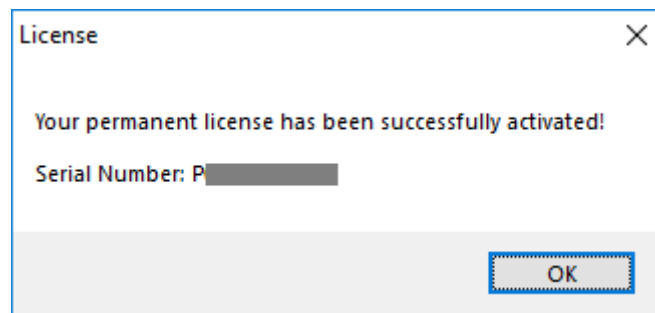 License
Your permanent license has been successfully activated!
Serial Number: P
OK